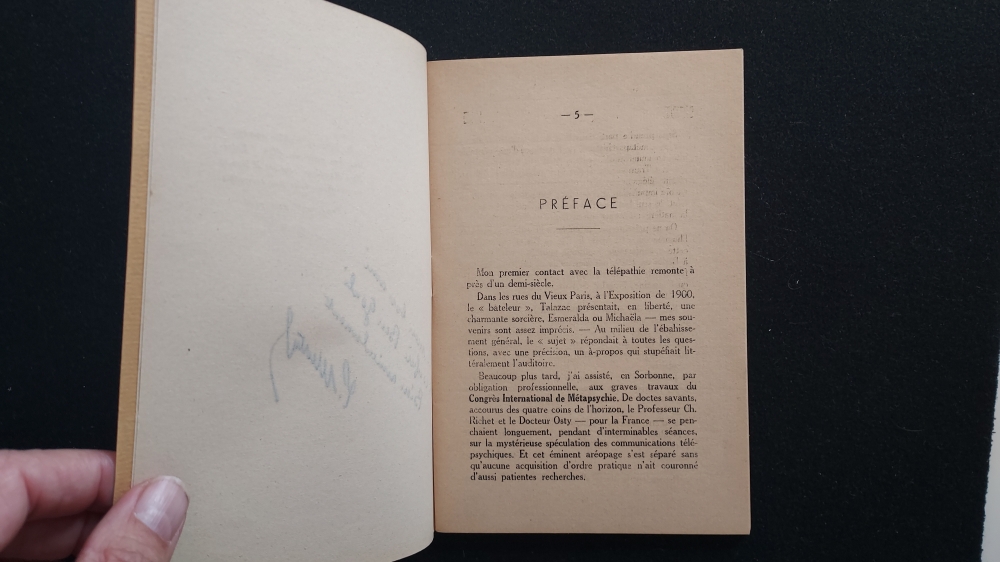 — 5 —
PRÉFACE
Mon premier contact avec la télépathie remonte à
près d'un demi-siècle.
Dans les rues du Vieux Paris, à l'Exposition de 1900,
le « bateleur », Talazac présentait, en liberté, une
charmante sorcière, Esmeralda ou Michaëla — mes sou-
venirs sont assez imprécis. — Au milieu de l'ébahisse-
ment général, le « sujet » répondait à toutes les ques-
tions, avec une précision, un à-propos qui stupéfiait lit-
téralement l'auditoire.
Beaucoup plus tard, j'ai assisté, en Sorbonne, par
obligation professionnelle, aux graves travaux du
Congrès International de Métapsychie. De doctes savants,
accourus des quatre coins de l'horizon, le Professeur Ch.
Richet et le Docteur Osty — pour la France — se pen-
chaient longuement, pendant d'interminables séances,
sur la mystérieuse spéculation des communications télé-
psychiques. Et cet éminent aréopage s'est séparé sans
qu'aucune acquisition d'ordre pratique n'ait couronné
d'aussi patientes recherches.